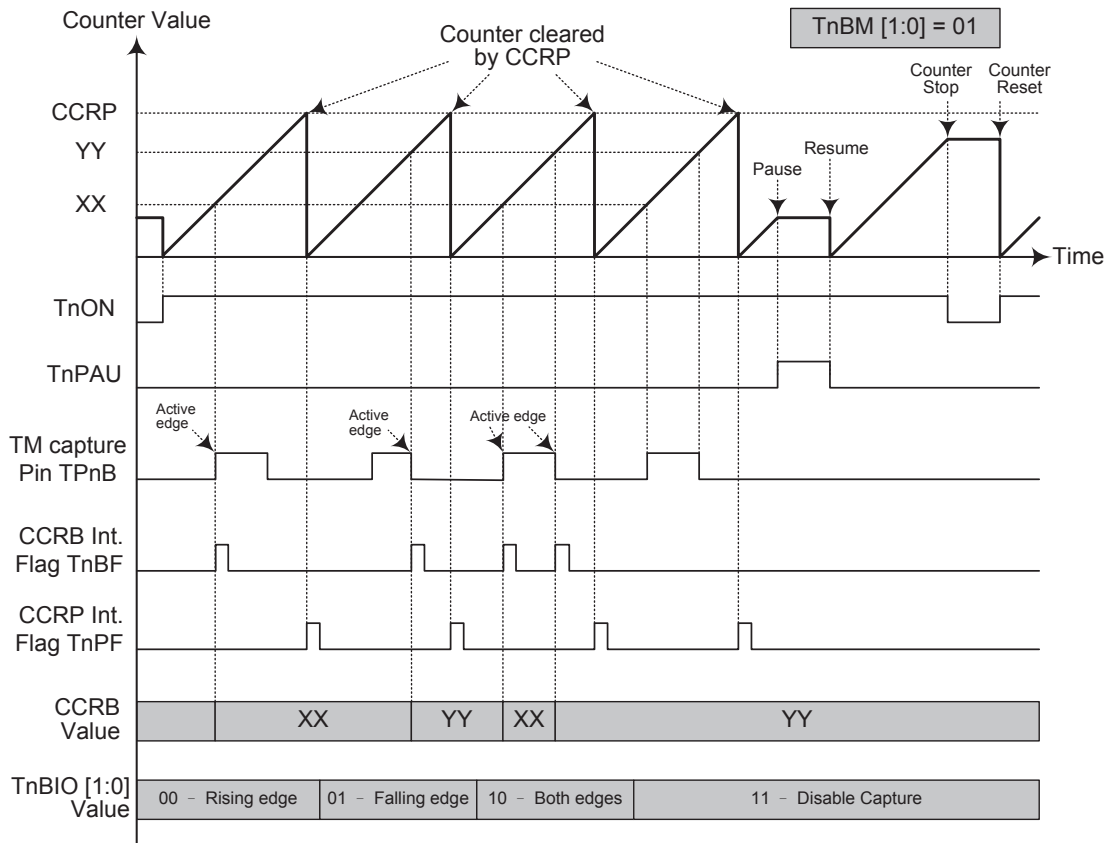 Counter Value
Counter cleared
by CCRP
TnBM [1:0] = 01
Counter
Stop
Counter
Reset
CCRP
YY
XX
Pause
Resume
Time
TnON
TnPAU
Active
edge
Active
edge
Active edge
TM capture
Pin TPnB
CCRB Int.
Flag TnBF
CCRP Int.
Flag TnPF
CCRB
Value
XX
YY
XX
YY
TnBIO [1:0]
Value
00 – Rising edge
01 – Falling edge
10 – Both edges
11 – Disable Capture